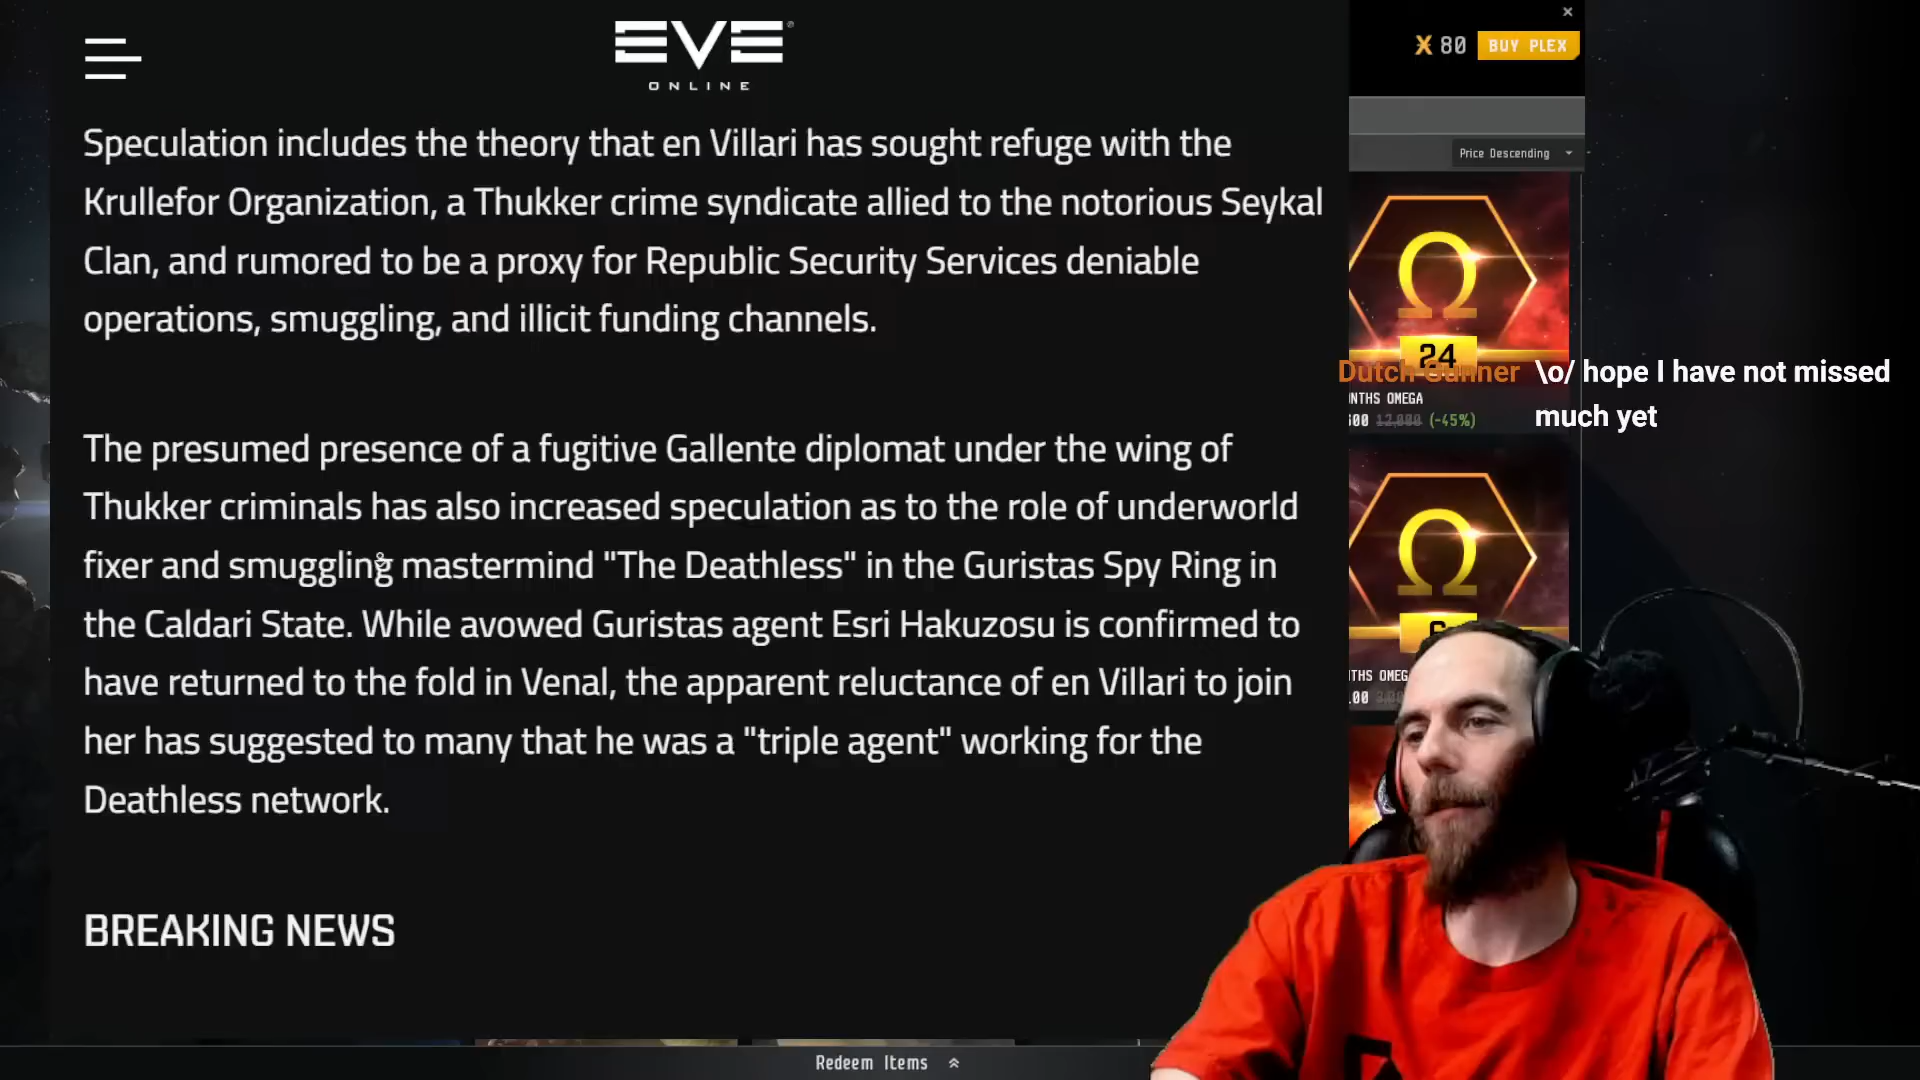 EVE
ONLINE
80
BUY PLEX
Price Descending
Speculation includes the theory that en Villari has sought refuge with the
Krullefor Organization, a Thukker crime syndicate allied to the notorious Seykal
Clan, and rumored to be a proxy for Republic Security Services deniable
operations, smuggling, and illicit funding channels.
The presumed presence of a fugitive Gallente diplomat under the wing of
Thukker criminals has also increased speculation as to the role of underworld
fixer and smuggling mastermind "The Deathless" in the Guristas Spy Ring in
the Caldari State. While avowed Guristas agent Esri Hakuzosu is confirmed to
have returned to the fold in Venal, the apparent reluctance of en Villari to join
her has suggested to many that he was a "triple agent" working for the
Deathless network.
BREAKING NEWS
Ω
24
Dutch Gunner \o/ hope I have not missed
much yet
NTHS OMEGA
(-45%)
Ω
Redeem Items